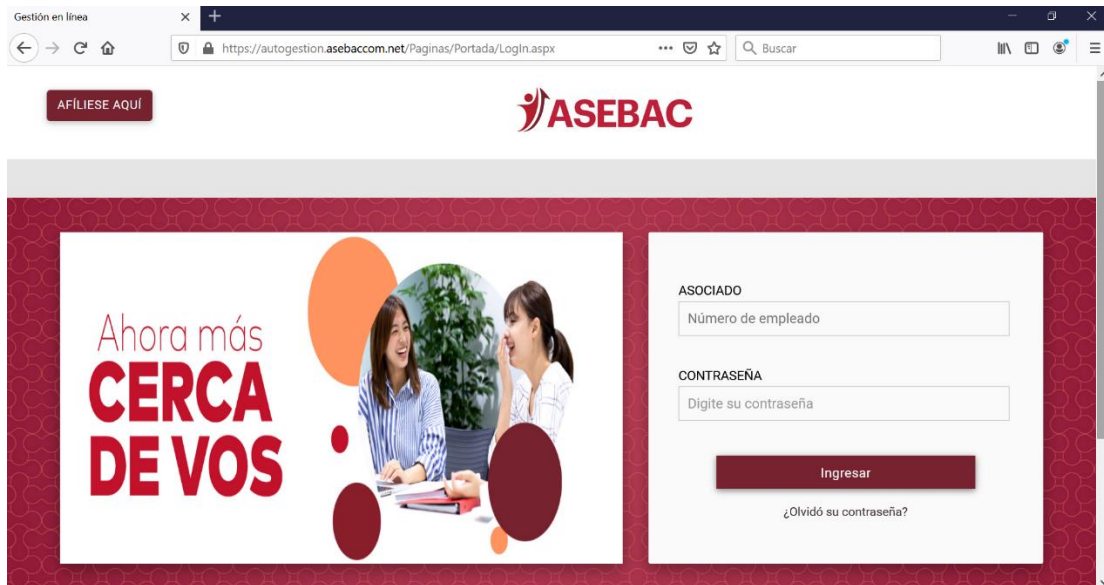 Gestión en línea
https://autogestion.asebaccom.net/Paginas/Portada/LogIn.aspx
Buscar
AFÍLIESE AQUÍ
ASEBAC
Ahora más
CERCA
DE VOS
ASOCIADO
Número de empleado
CONTRASEÑA
Digite su contraseña
Ingresar
¿Olvidó su contraseña?